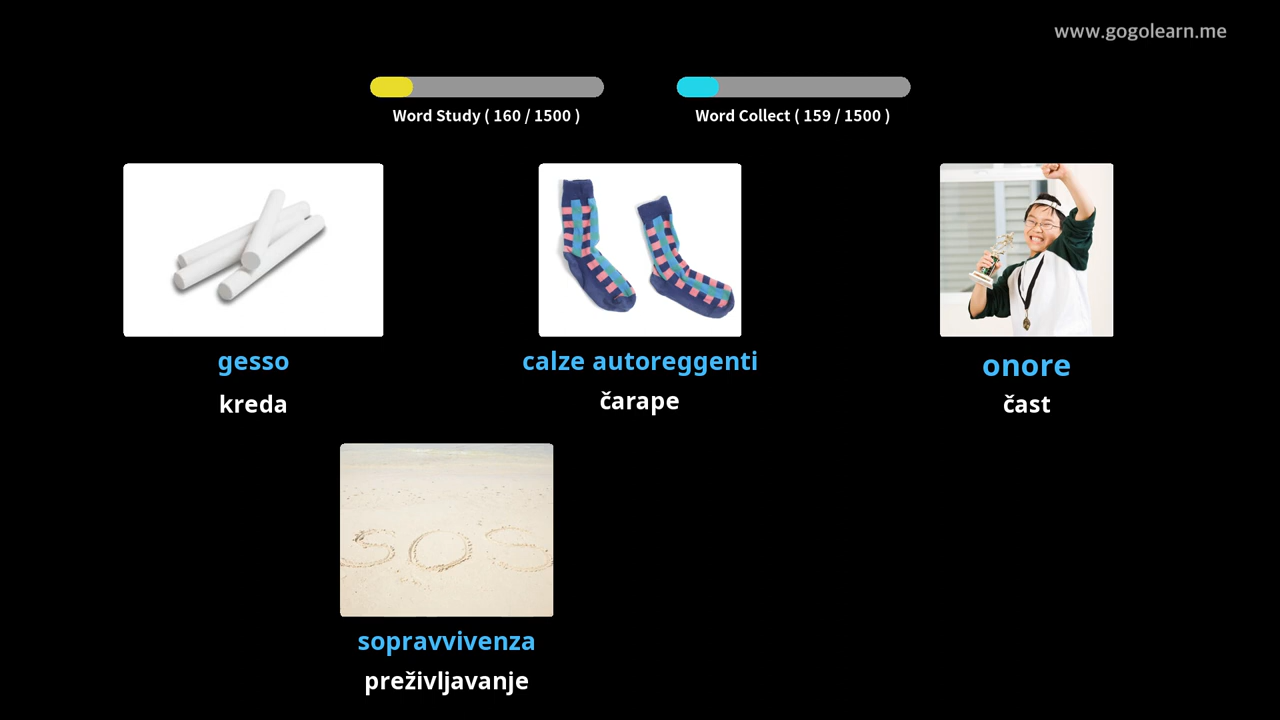 www.gogolearn.me
Word Study ( 160 / 1500 )
Word Collect ( 159 / 1500 )
gesso
kreda
calze autoreggenti
čarape
onore
čast
SOS
sopravvivenza
preživljavanje